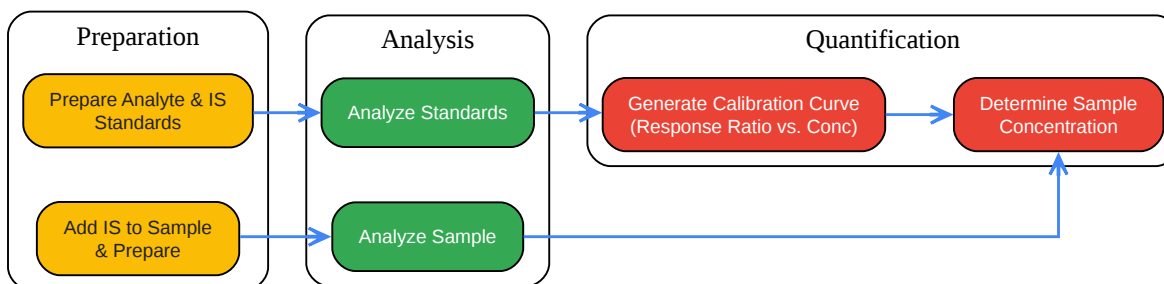 Preparation
Analysis
Quantification
Prepare Analyte & IS
Standards
Analyze Standards
Generate Calibration Curve
(Response Ratio vs. Conc)
Determine Sample
Concentration
Add IS to Sample
& Prepare
Analyze Sample